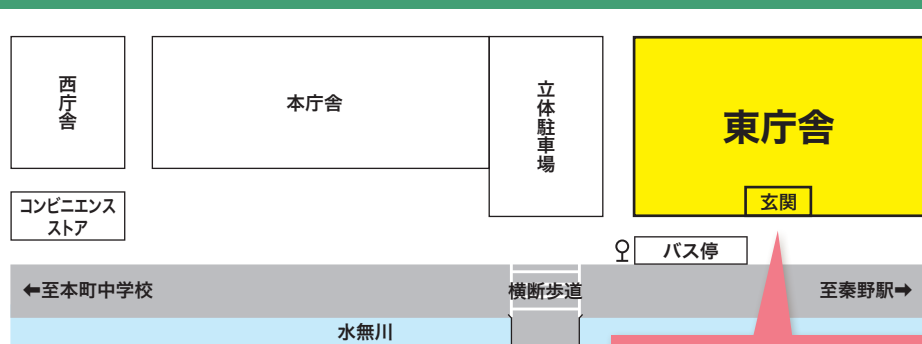 西庁舎
本庁舎
立体駐車場
東庁舎
玄関
コンビニエンス
ストア
バス停
←至本町中学校
横断歩道
至秦野駅→
水無川